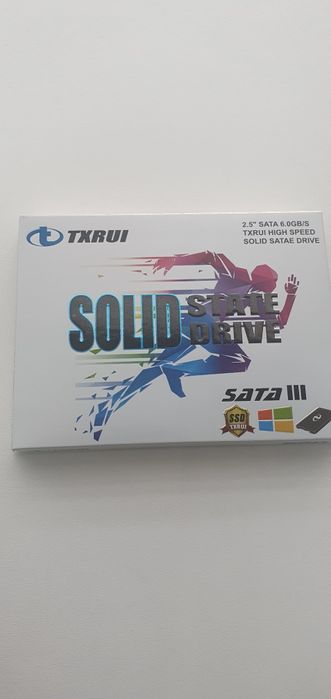 TXRUI
2.5" SATA 6.0GB/S
TXRUI HIGH SPEED
SOLID SATAE DRIVE
SOLID STATE
DRIVE
SATA III
SSD
TXRUI